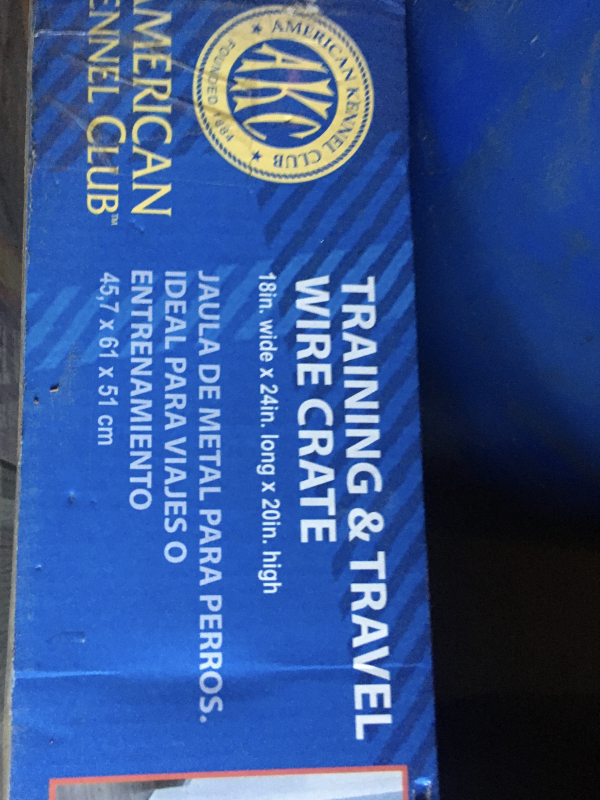 AMERICAN KENNEL CLUB
AKC
FOUNDED 1884
AMERICAN
KENNEL CLUB™
TRAINING & TRAVEL
WIRE CRATE
18in. wide x 24in. long x 20in. high
JAULA DE METAL PARA PERROS.
IDEAL PARA VIAJES O
ENTRENAMIENTO
45,7 x 61 x 51 cm